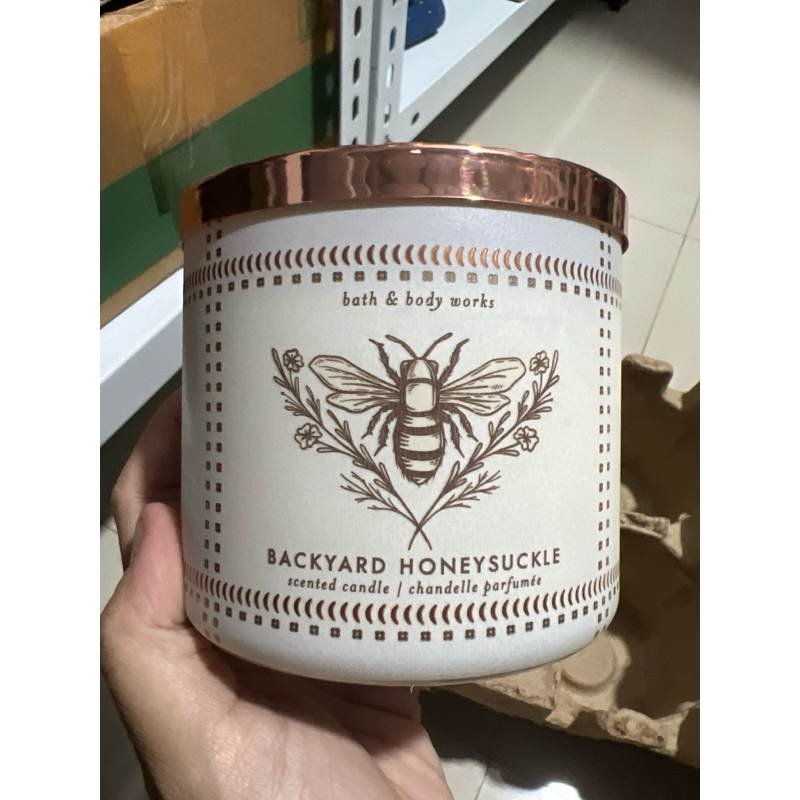 bath & body works
BACKYARD HONEYSUCKLE
scented candle | chandelle parfumée